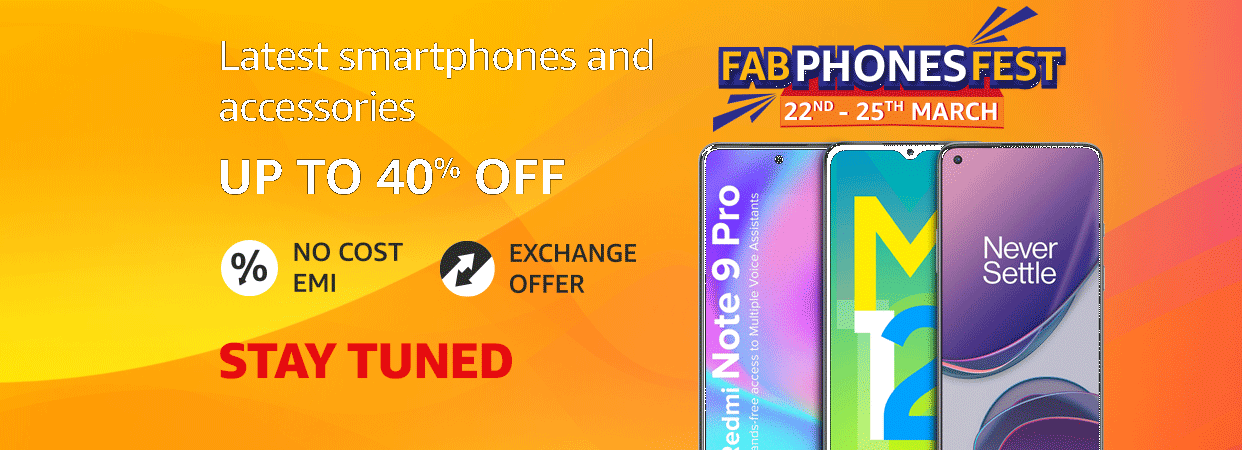 Latest smartphones and
accessories
UP TO 40% OFF
% NO COST
EMI
EXCHANGE
OFFER
STAY TUNED
FAB PHONES FEST
22ND - 25TH MARCH
Redmi Note 9 Pro
Hands-free access to Multiple Voice Assistants
M
12
Never
Settle